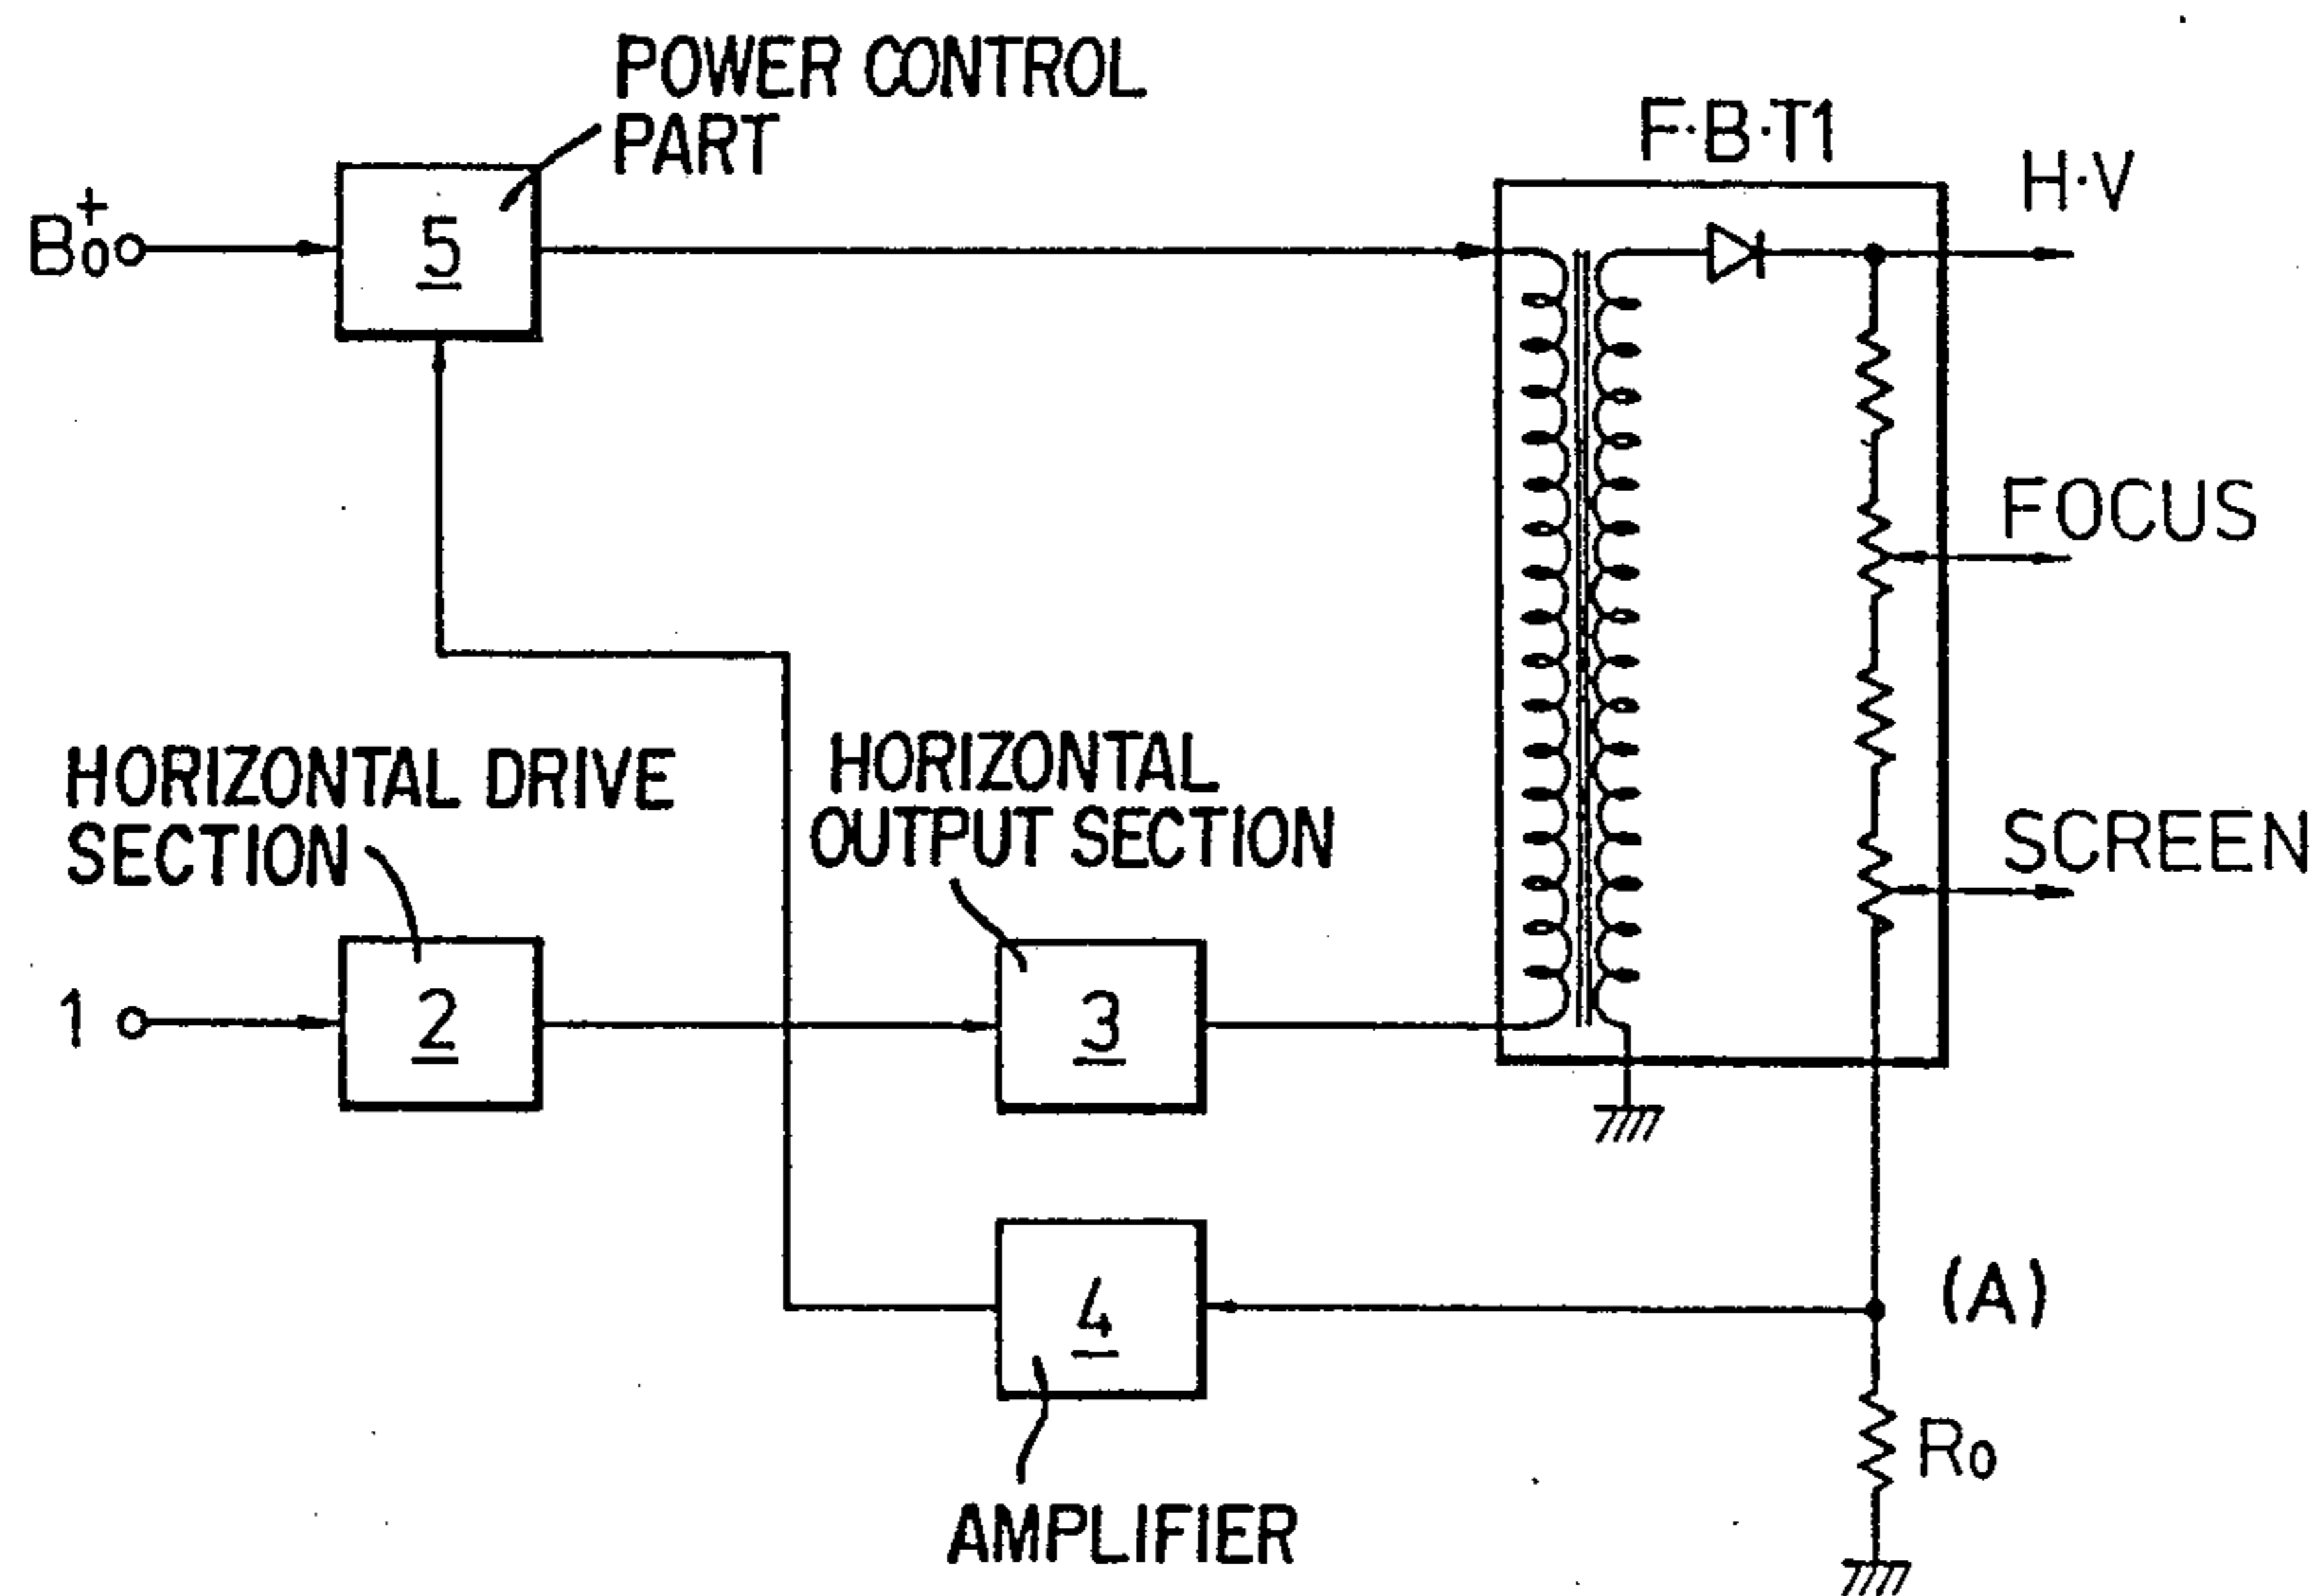 POWER CONTROL
PART
F·B·T1
H·V
B0+
5
FOCUS
HORIZONTAL DRIVE
SECTION
HORIZONTAL
OUTPUT SECTION
SCREEN
1
2
3
4
(A)
R0
AMPLIFIER